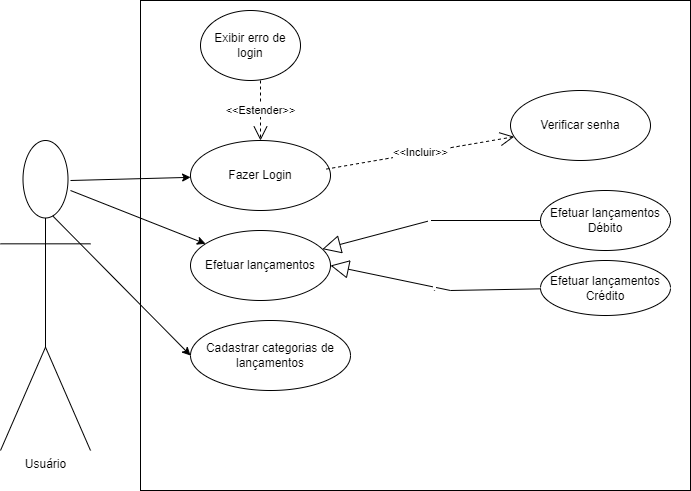 Exibir erro de
login
<<Estender>>
Verificar senha
<<Incluir>>
Fazer Login
Efetuar lançamentos
Débito
Efetuar lançamentos
Efetuar lançamentos
Crédito
Cadastrar categorias de
lançamentos
Usuário